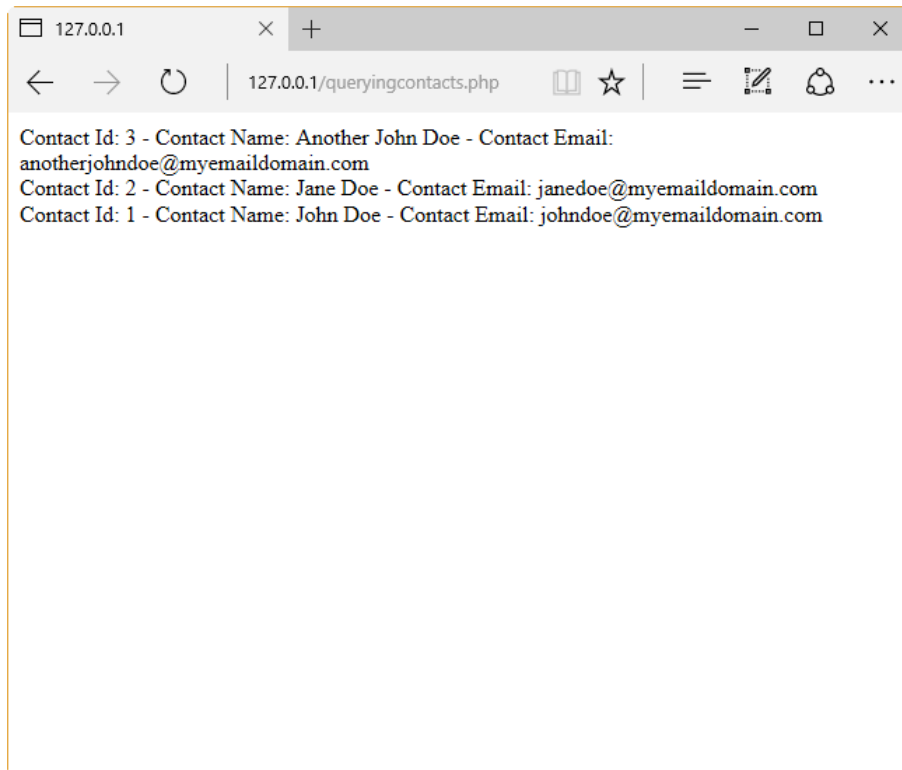 127.0.0.1
127.0.0.1/queryingcontacts.php
Contact Id: 3 - Contact Name: Another John Doe - Contact Email:
anotherjohndoe@myemaildomain.com
Contact Id: 2 - Contact Name: Jane Doe - Contact Email: janedoe@myemaildomain.com
Contact Id: 1 - Contact Name: John Doe - Contact Email: johndoe@myemaildomain.com